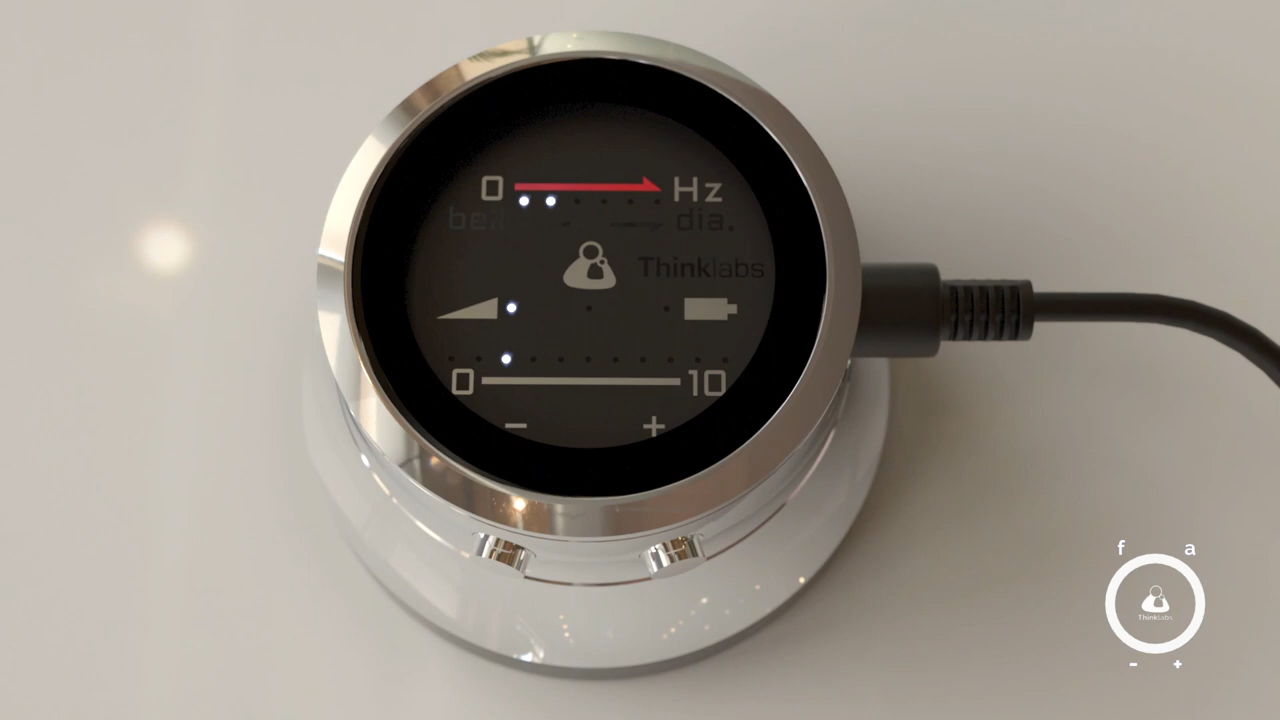 0 Hz
dia.
Thinklabs
0 10
- +
f a
Thinklabs
- +